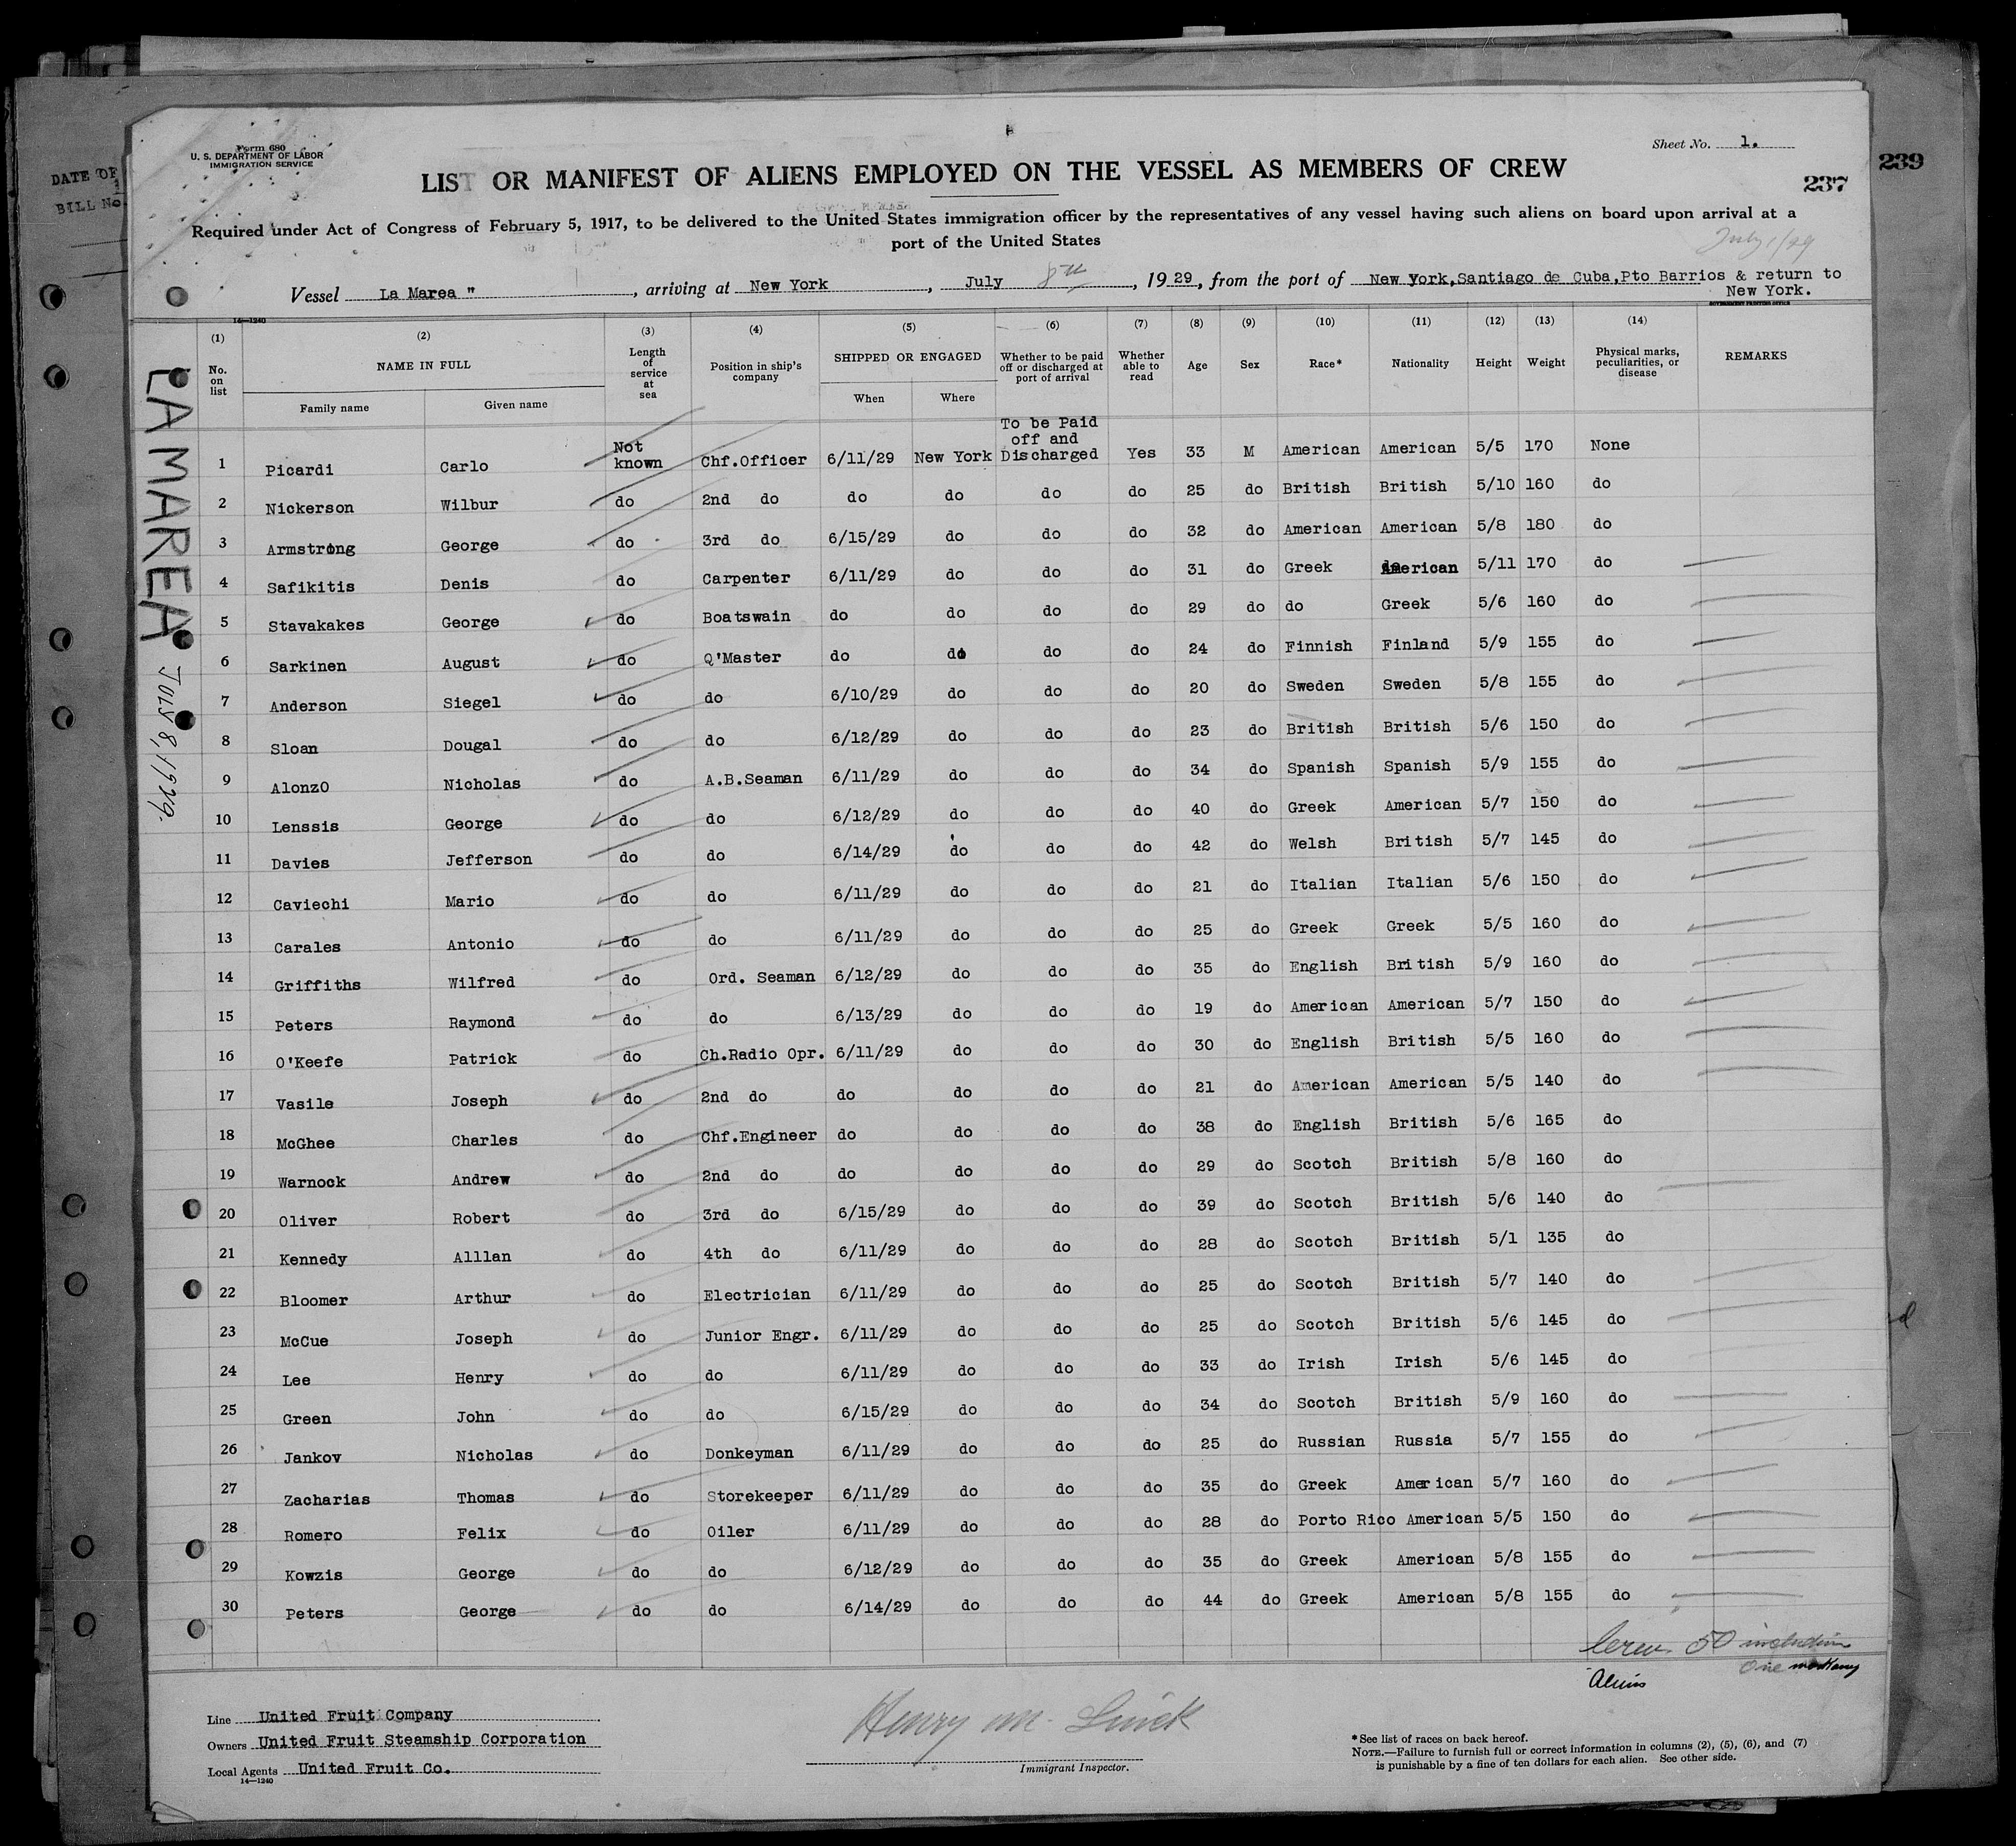 DATE OF
BILL No.
Form 680
U. S. DEPARTMENT OF LABOR
IMMIGRATION SERVICE
Sheet No. 1.
239
237
LIST OR MANIFEST OF ALIENS EMPLOYED ON THE VESSEL AS MEMBERS OF CREW
Required under Act of Congress of February 5, 1917, to be delivered to the United States immigration officer by the representatives of any vessel having such aliens on board upon arrival at a
port of the United States
July 1/29
Vessel La Marea ", arriving at New York, July 8th, 1929, from the port of New York,Santiago de Cuba,Pto Barrios & return to
New York.
GOVERNMENT PRINTING OFFICE
14—1240
LA MAREA JULY 8, 1929.
(1) (2) (3) (4) (5) (6) (7) (8) (9) (10) (11) (12) (13) (14)
No. on list NAME IN FULL Length of service at sea Position in ship's company SHIPPED OR ENGAGED Whether to be paid off or discharged at port of arrival Whether able to read Age Sex Race* Nationality Height Weight Physical marks, peculiarities, or disease REMARKS
Family name Given name When Where
1 Picardi Carlo Not known Chf.Officer 6/11/29 New York To be Paid off and Discharged Yes 33 M American American 5/5 170 None
2 Nickerson Wilbur do 2nd do do do do do 25 do British British 5/10 160 do
3 Armstrong George do 3rd do 6/15/29 do do do 32 do American American 5/8 180 do
4 Safikitis Denis do Carpenter 6/11/29 do do do 31 do Greek American 5/11 170 do
5 Stavakakes George do Boatswain do do do do 29 do do Greek 5/6 160 do
6 Sarkinen August do Q'Master do do do do 24 do Finnish Finland 5/9 155 do
7 Anderson Siegel do do 6/10/29 do do do 20 do Sweden Sweden 5/8 155 do
8 Sloan Dougal do do 6/12/29 do do do 23 do British British 5/6 150 do
9 AlonzO Nicholas do A.B.Seaman 6/11/29 do do do 34 do Spanish Spanish 5/9 155 do
10 Lenssis George do do 6/12/29 do do do 40 do Greek American 5/7 150 do
11 Davies Jefferson do do 6/14/29 do do do 42 do Welsh British 5/7 145 do
12 Caviechi Mario do do 6/11/29 do do do 21 do Italian Italian 5/6 150 do
13 Carales Antonio do do 6/11/29 do do do 25 do Greek Greek 5/5 160 do
14 Griffiths Wilfred do Ord. Seaman 6/12/29 do do do 35 do English British 5/9 160 do
15 Peters Raymond do do 6/13/29 do do do 19 do American American 5/7 150 do
16 O'Keefe Patrick do Ch.Radio Opr. 6/11/29 do do do 30 do English British 5/5 160 do
17 Vasile Joseph do 2nd do do do do do 21 do American American 5/5 140 do
18 McGhee Charles do Chf.Engineer do do do do 38 do English British 5/6 165 do
19 Warnock Andrew do 2nd do do do do do 29 do Scotch British 5/8 160 do
20 Oliver Robert do 3rd do 6/15/29 do do do 39 do Scotch British 5/6 140 do
21 Kennedy Alllan do 4th do 6/11/29 do do do 28 do Scotch British 5/1 135 do
22 Bloomer Arthur do Electrician 6/11/29 do do do 25 do Scotch British 5/7 140 do
23 McCue Joseph do Junior Engr. 6/11/29 do do do 25 do Scotch British 5/6 145 do
24 Lee Henry do do 6/11/29 do do do 33 do Irish Irish 5/6 145 do
25 Green John do do 6/15/29 do do do 34 do Scotch British 5/9 160 do
26 Jankov Nicholas do Donkeyman 6/11/29 do do do 25 do Russian Russia 5/7 155 do
27 Zacharias Thomas do Storekeeper 6/11/29 do do do 35 do Greek American 5/7 160 do
28 Romero Felix do Oiler 6/11/29 do do do 28 do Porto Rico American 5/5 150 do
29 Kowzis George do do 6/12/29 do do do 35 do Greek American 5/8 155 do
30 Peters George do do 6/14/29 do do do 44 do Greek American 5/8 155 do
Crew 50 including
One
Aliens
Line United Fruit Company
Owners United Fruit Steamship Corporation
Local Agents United Fruit Co.
14—1240
Henry M.
Immigrant Inspector.
*See list of races on back hereof.
NOTE.—Failure to furnish full or correct information in columns (2), (5), (6), and (7)
is punishable by a fine of ten dollars for each alien. See other side.